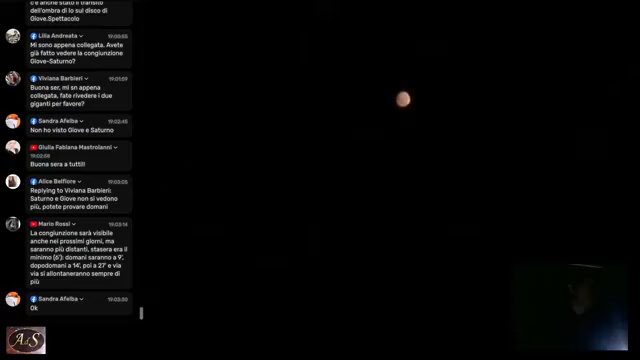 c'è anche stato il transito
dell'ombra di Io sul disco di
Giove.Spettacolo
Lilia Andreata
19:00:55
Mi sono appena collegata. Avete
già fatto vedere la congiunzione
Giove-Saturno?
Viviana Barbieri
19:01:59
Buona ser, mi sn appena
collegata, fate rivedere i due
giganti per favore?
Sandra Afelba
19:02:45
Non ho visto Giove e Saturno
Giulia Fabiana Mastroianni
19:02:58
Buona sera a tutti!!
Alice Belfiore
19:03:05
Replying to Viviana Barbieri:
Saturno e Giove non si vedono
più, potete provare domani
Mario Rossi
19:03:14
La congiunzione sarà visibile
anche nei prossimi giorni, ma
saranno più distanti, stasera era il
minimo (6'): domani saranno a 9',
dopodomani a 14', poi a 27' e via
via si allontaneranno sempre di
più
Sandra Afelba
19:03:30
Ok
AdS